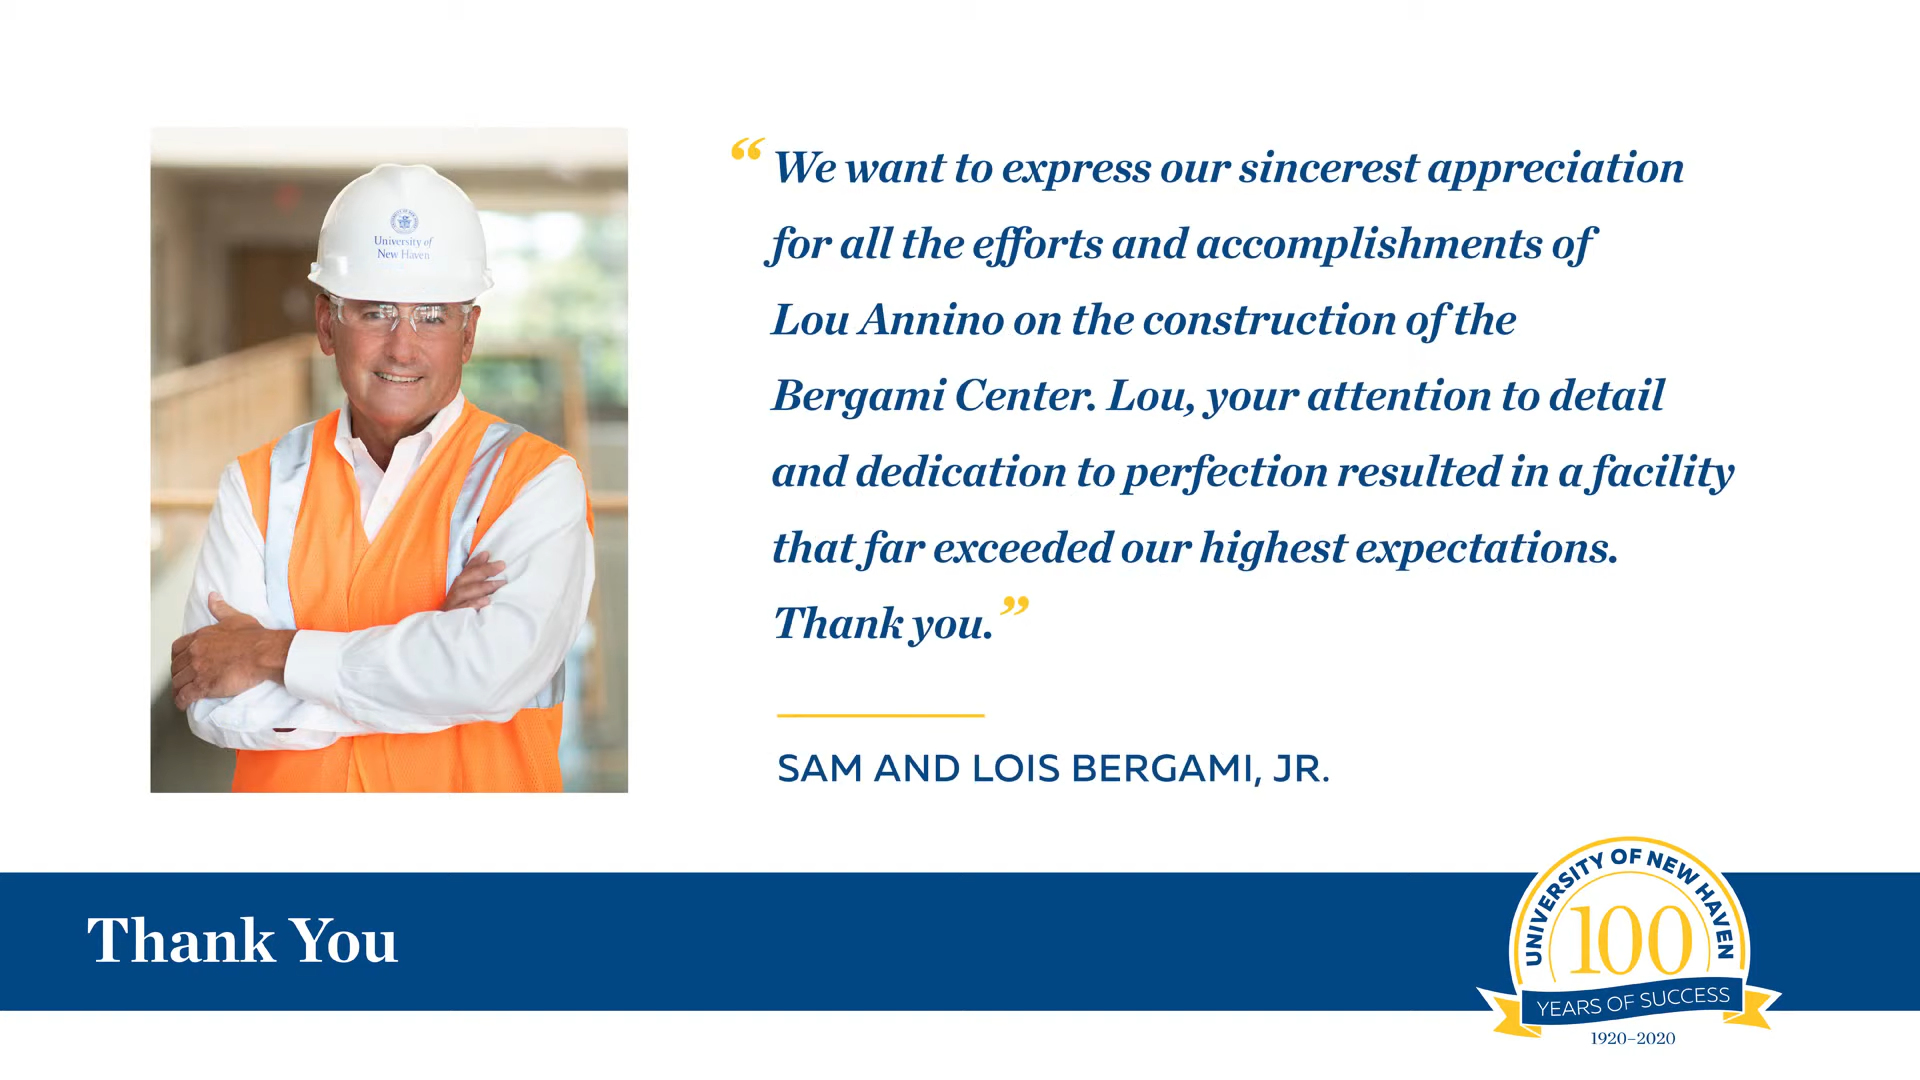 University of
New Haven
“We want to express our sincerest appreciation
for all the efforts and accomplishments of
Lou Annino on the construction of the
Bergami Center. Lou, your attention to detail
and dedication to perfection resulted in a facility
that far exceeded our highest expectations.
Thank you.”
SAM AND LOIS BERGAMI, JR.
Thank You
UNIVERSITY OF NEW HAVEN
100
YEARS OF SUCCESS
1920–2020